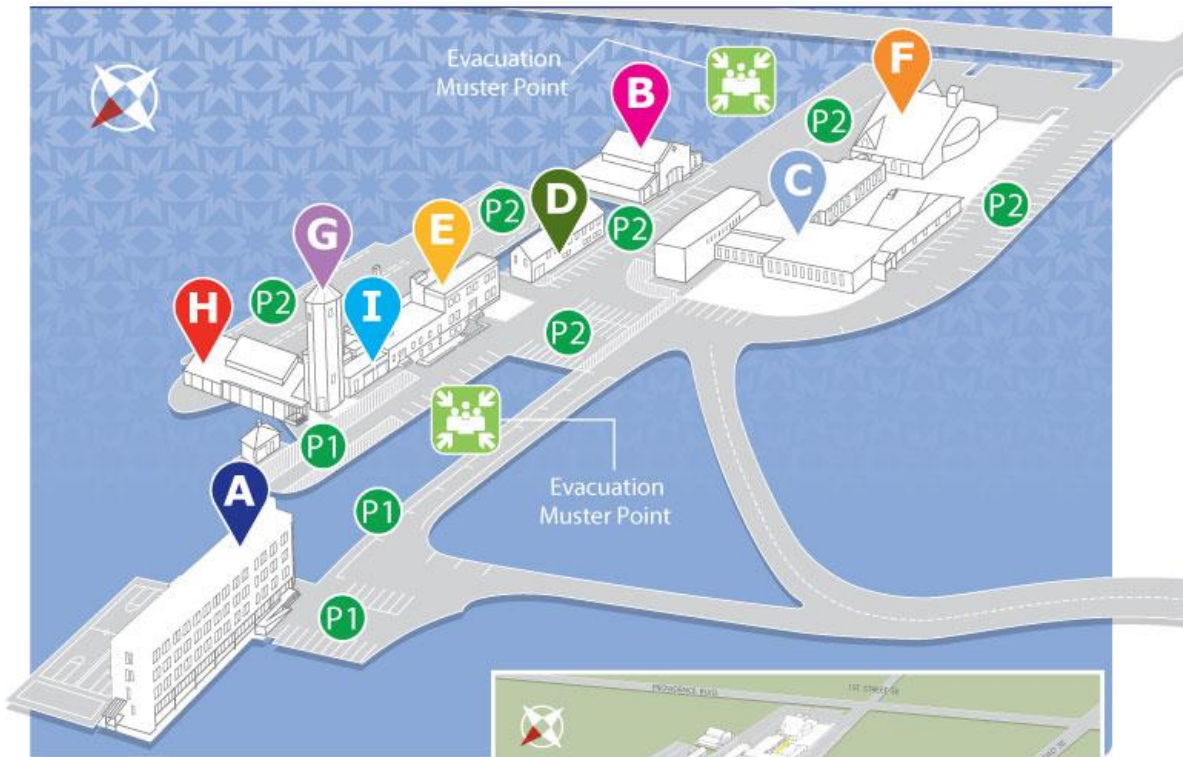 Evacuation
Muster Point
F
B
P2
C
D
P2
P2
P2
E
G
P2
I
H
P2
P1
A
Evacuation
Muster Point
P1
P1
PROVIDENCE BLVD
1ST STREET SE